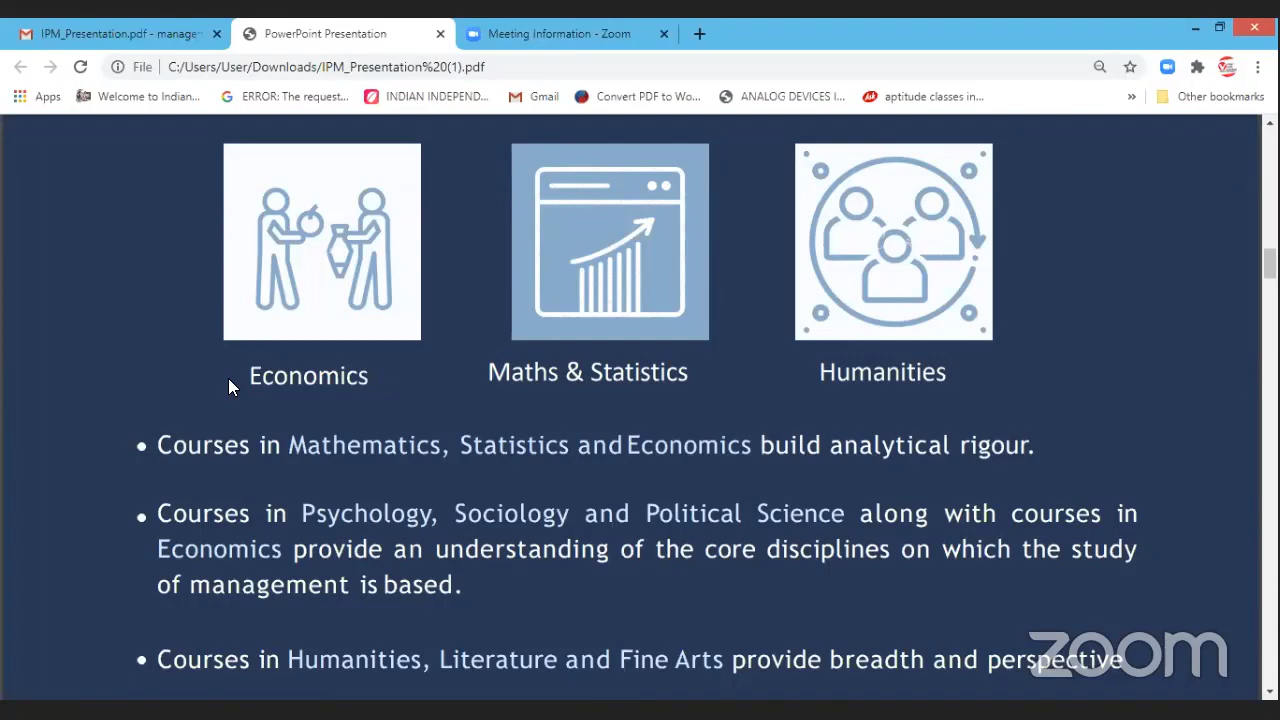 IPM_Presentation.pdf - manage
PowerPoint Presentation
Meeting Information - Zoom
File
C:/Users/User/Downloads/IPM_Presentation%20(1).pdf
Apps
Welcome to Indian...
ERROR: The request...
INDIAN INDEPEND...
Gmail
Convert PDF to Wo...
ANALOG DEVICES I...
aptitude classes in...
»
Other bookmarks
Economics
Maths & Statistics
Humanities
• Courses in Mathematics, Statistics and Economics build analytical rigour.
• Courses in Psychology, Sociology and Political Science along with courses in
Economics provide an understanding of the core disciplines on which the study
of management is based.
• Courses in Humanities, Literature and Fine Arts provide breadth and perspective
zoom